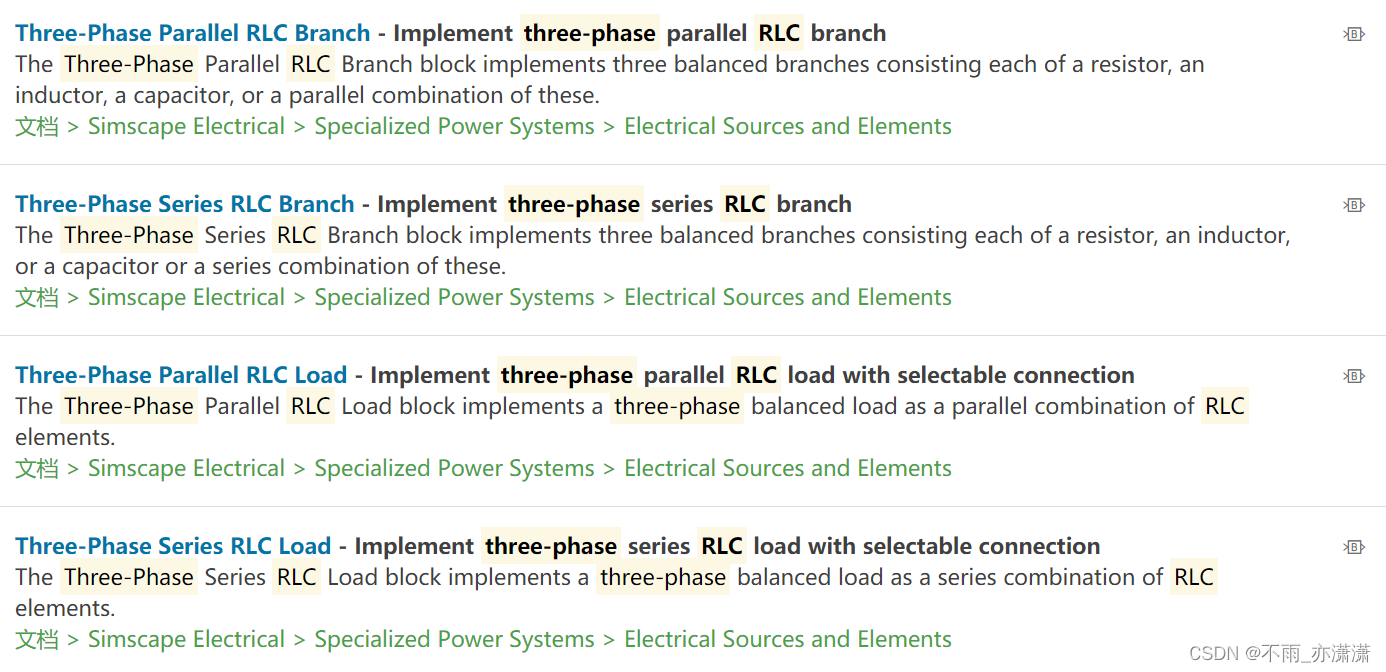 Three-Phase Parallel RLC Branch - Implement three-phase parallel RLC branch
The Three-Phase Parallel RLC Branch block implements three balanced branches consisting each of a resistor, an
inductor, a capacitor, or a parallel combination of these.
文档 > Simscape Electrical > Specialized Power Systems > Electrical Sources and Elements
Three-Phase Series RLC Branch - Implement three-phase series RLC branch
The Three-Phase Series RLC Branch block implements three balanced branches consisting each of a resistor, an inductor,
or a capacitor or a series combination of these.
文档 > Simscape Electrical > Specialized Power Systems > Electrical Sources and Elements
Three-Phase Parallel RLC Load - Implement three-phase parallel RLC load with selectable connection
The Three-Phase Parallel RLC Load block implements a three-phase balanced load as a parallel combination of RLC
elements.
文档 > Simscape Electrical > Specialized Power Systems > Electrical Sources and Elements
Three-Phase Series RLC Load - Implement three-phase series RLC load with selectable connection
The Three-Phase Series RLC Load block implements a three-phase balanced load as a series combination of RLC
elements.
文档 > Simscape Electrical > Specialized Power Systems > Electrical Sources and Elements
CSDN @不雨_亦潇潇